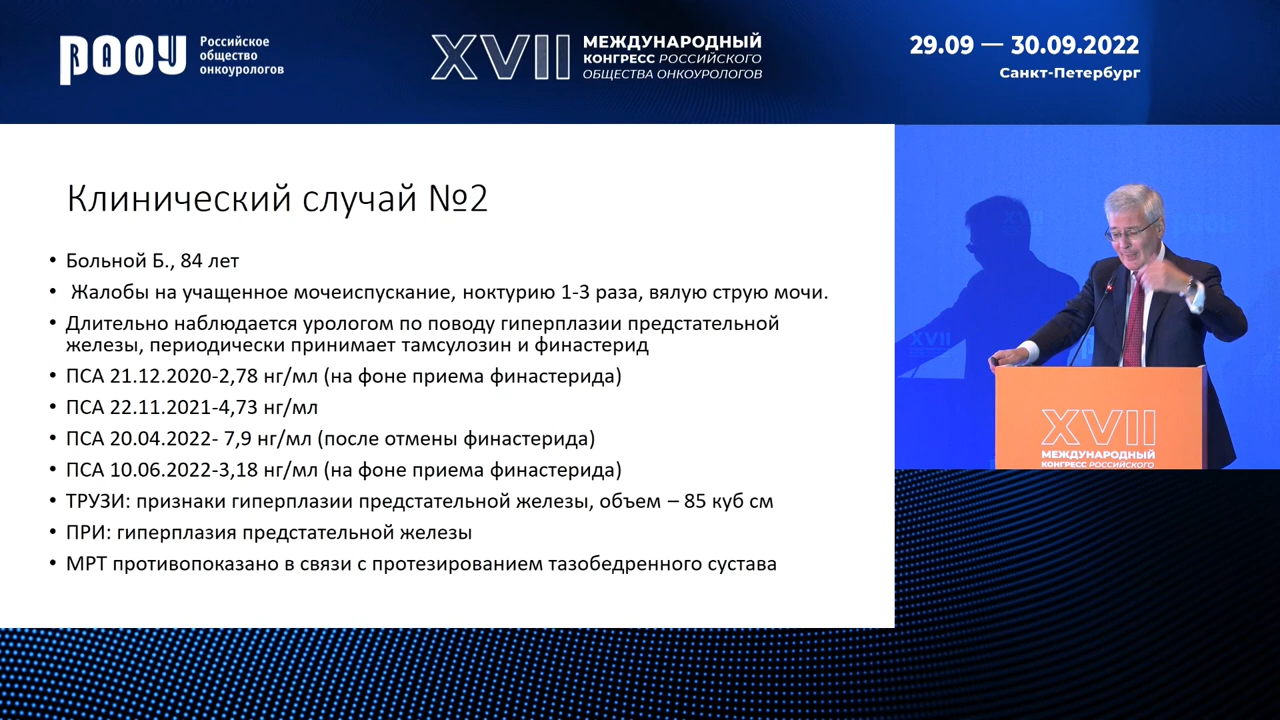 РООУ
RAOU
Российское
общество
онкоурологов
XVII
МЕЖДУНАРОДНЫЙ
КОНГРЕСС РОССИЙСКОГО
ОБЩЕСТВА ОНКОУРОЛОГОВ
29.09 — 30.09.2022
Санкт-Петербург
Клинический случай №2
• Больной Б., 84 лет
• Жалобы на учащенное мочеиспускание, ноктурию 1-3 раза, вялую струю мочи.
• Длительно наблюдается урологом по поводу гиперплазии предстательной
железы, периодически принимает тамсулозин и финастерид
• ПСА 21.12.2020-2,78 нг/мл (на фоне приема финастерида)
• ПСА 22.11.2021-4,73 нг/мл
• ПСА 20.04.2022- 7,9 нг/мл (после отмены финастерида)
• ПСА 10.06.2022-3,18 нг/мл (на фоне приема финастерида)
• ТРУЗИ: признаки гиперплазии предстательной железы, объем – 85 куб см
• ПРИ: гиперплазия предстательной железы
• МРТ противопоказано в связи с протезированием тазобедренного сустава
XVII
XVII
XVII
МЕЖДУНАРОДНЫЙ
КОНГРЕСС РОССИЙСКОГО